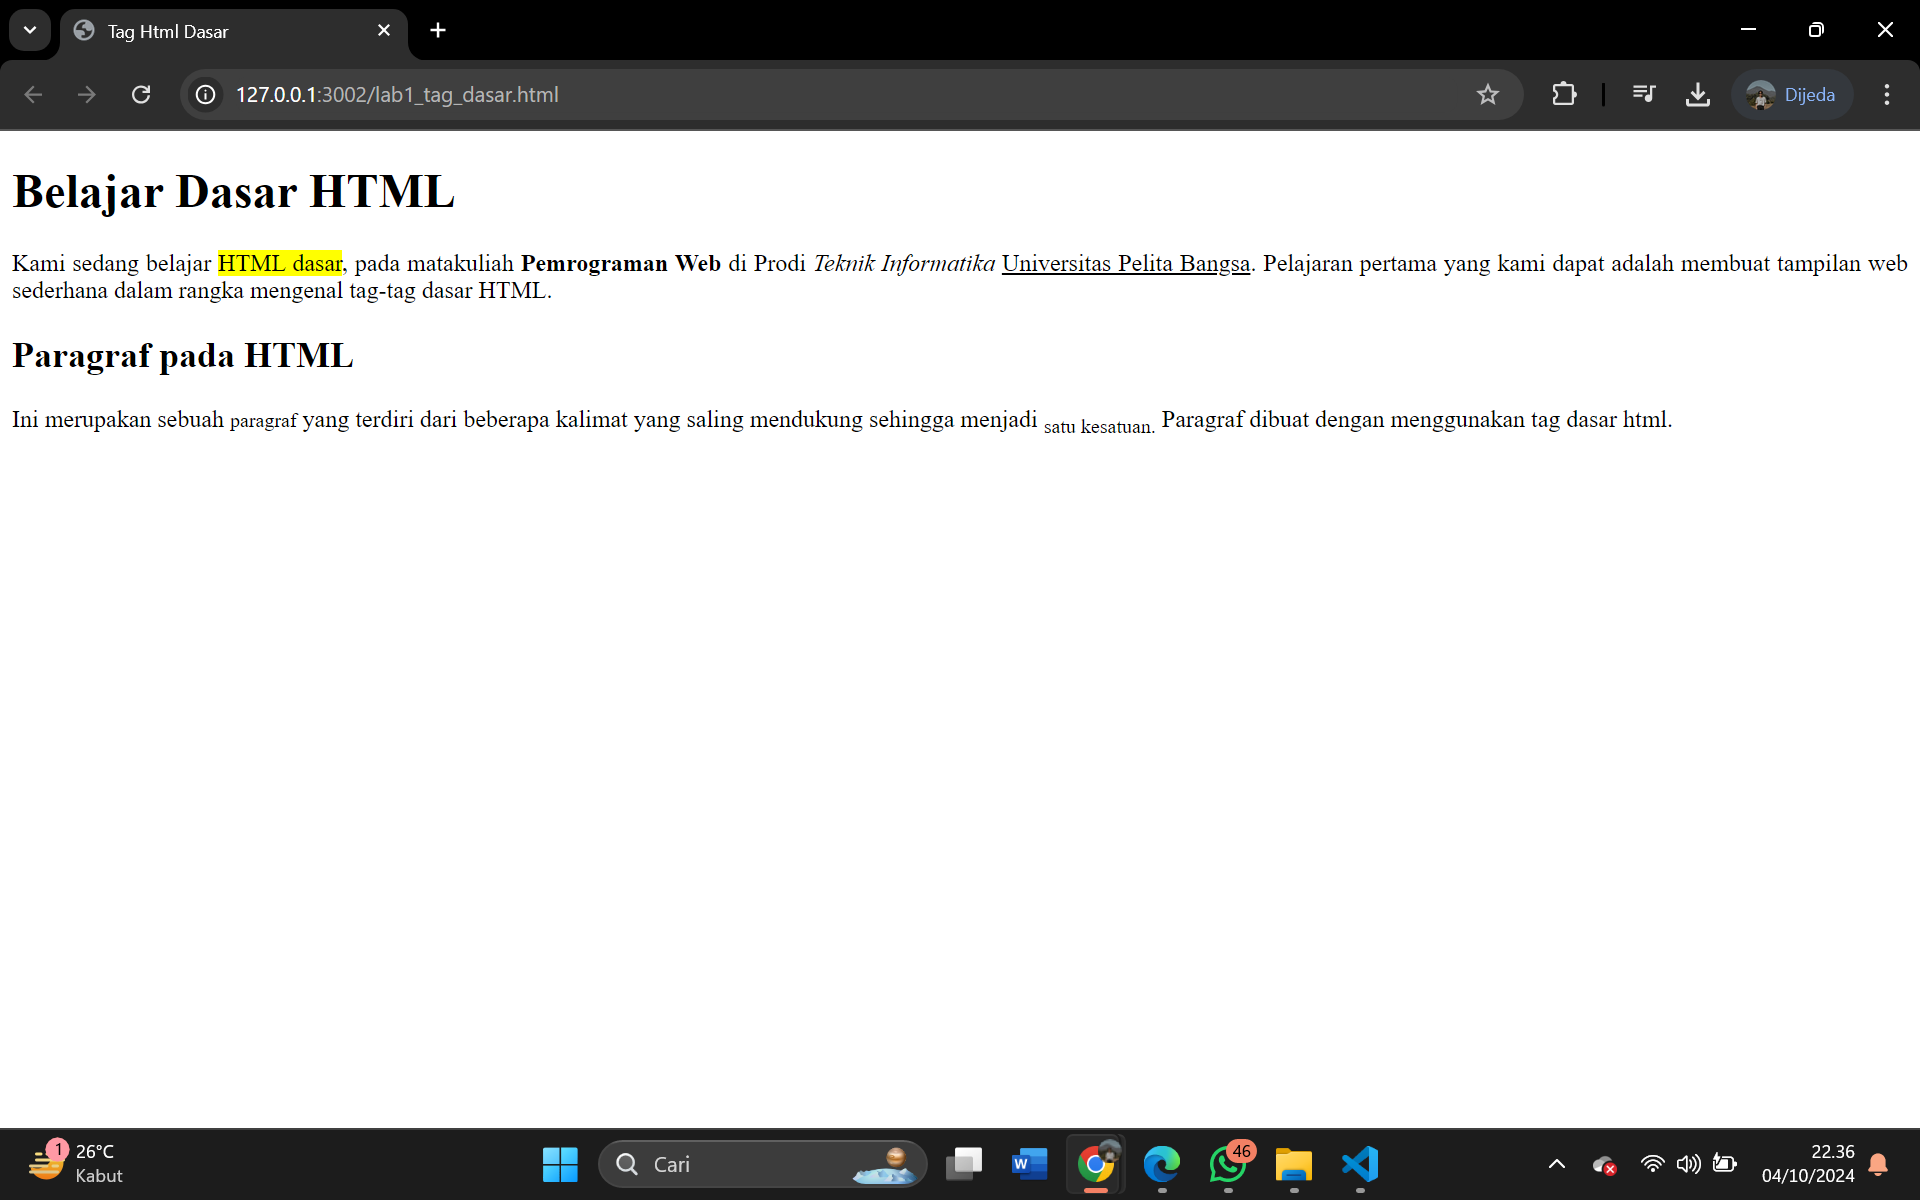 Tag Html Dasar
127.0.0.1:3002/lab1_tag_dasar.html
Dijeda
Belajar Dasar HTML
Kami sedang belajar HTML dasar, pada matakuliah Pemrograman Web di Prodi Teknik Informatika Universitas Pelita Bangsa. Pelajaran pertama yang kami dapat adalah membuat tampilan web
sederhana dalam rangka mengenal tag-tag dasar HTML.
Paragraf pada HTML
Ini merupakan sebuah paragraf yang terdiri dari beberapa kalimat yang saling mendukung sehingga menjadi satu kesatuan. Paragraf dibuat dengan menggunakan tag dasar html.
1
26°C
Kabut
Cari
W
46
22.36
04/10/2024